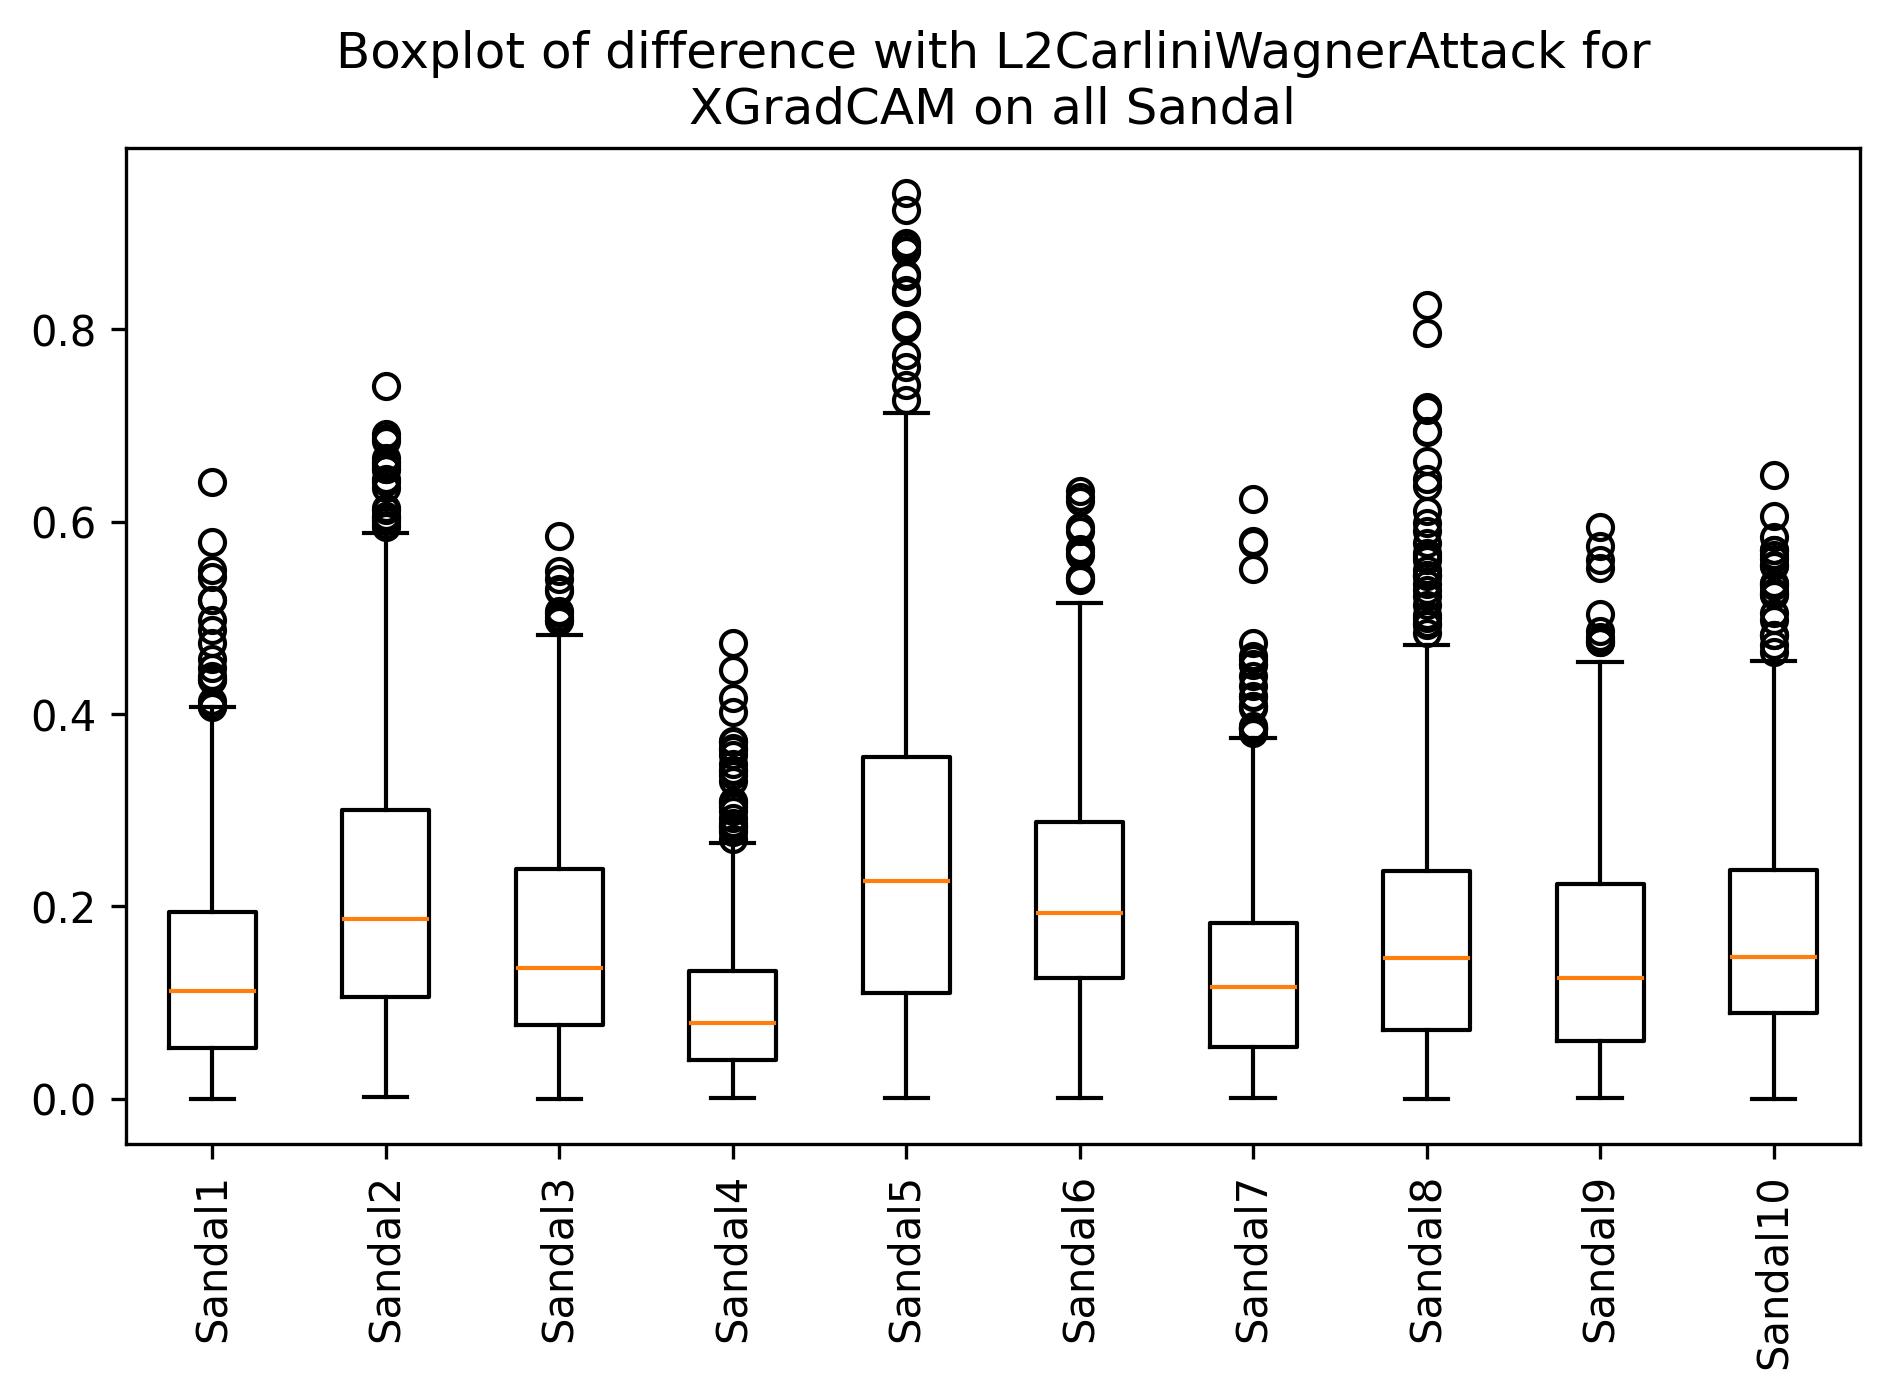 Boxplot of difference with L2CarliniWagnerAttack for
XGradCAM on all Sandal
0.8
0.6
0.4
0.2
0.0
Sandal1
Sandal2
Sandal3
Sandal4
Sandal5
Sandal6
Sandal7
Sandal8
Sandal9
Sandal10